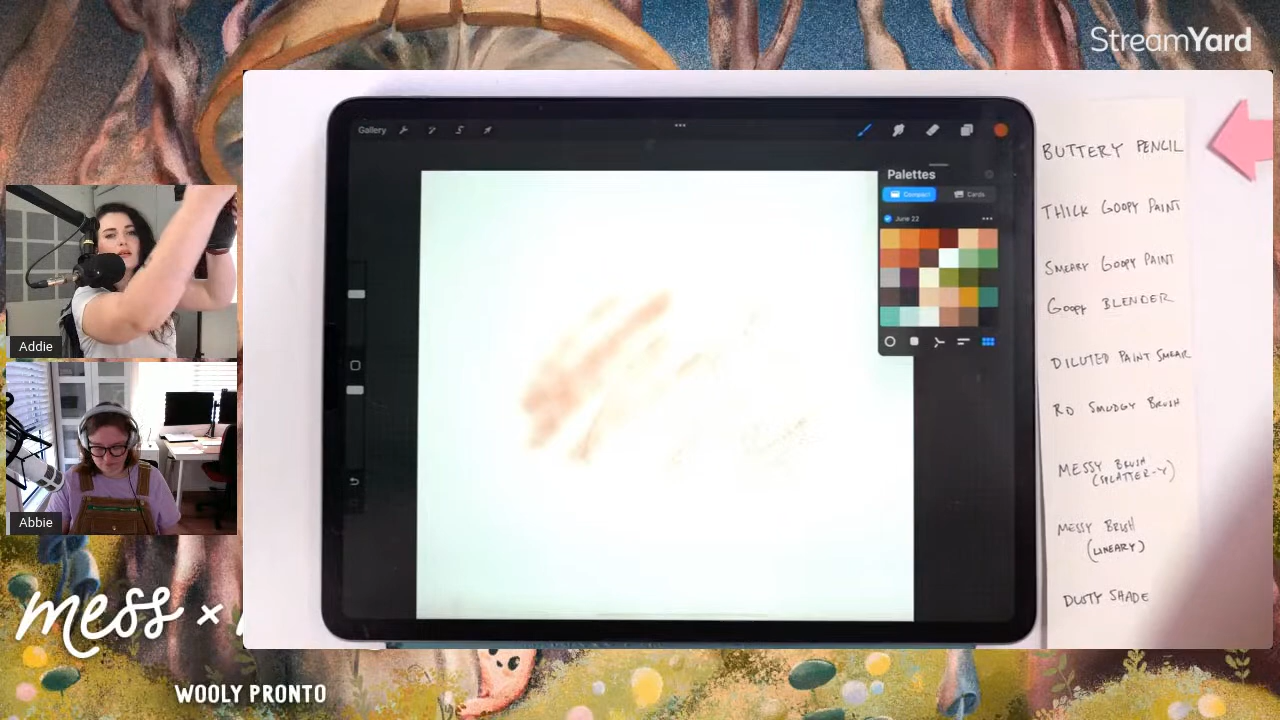 StreamYard
Gallery
Palettes
Compact
Cards
June 22
BUTTERY PENCIL
THICK GOOPY PAINT
SMEARY GOOPY PAINT
GOOPY BLENDER
DILUTED PAINT SMEAR
RO SMUDGY BRUSH
MESSY BRUSH
(SPLATTER-Y)
MESSY BRUSH
(LINEARY)
DUSTY SHADE
Addie
Abbie
mess ×
WOOLY PRONTO